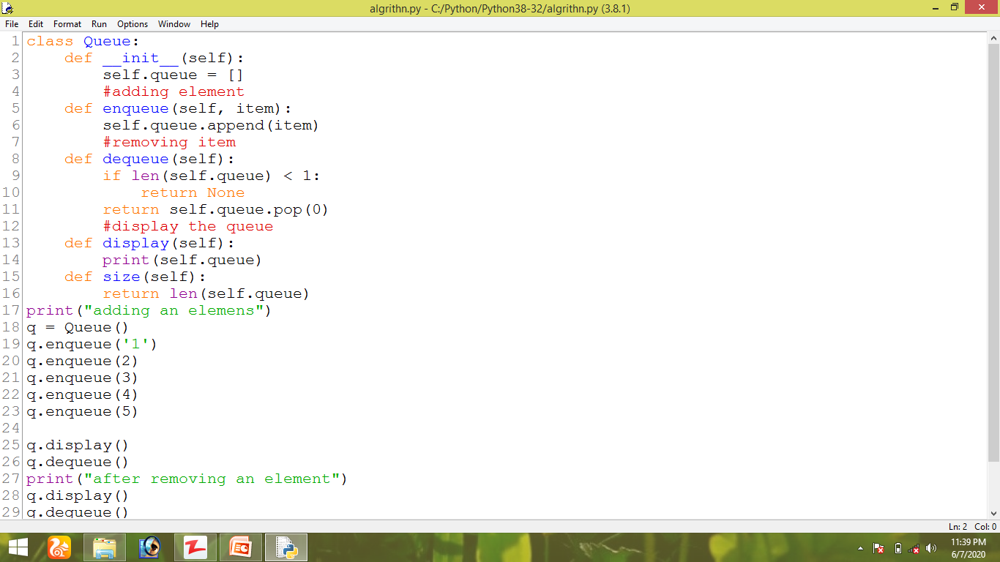 algrithn.py - C:/Python/Python38-32/algrithn.py (3.8.1)
File Edit Format Run Options Window Help
1 class Queue:
2     def __init__(self):
3         self.queue = []
4         #adding element
5     def enqueue(self, item):
6         self.queue.append(item)
7         #removing item
8     def dequeue(self):
9         if len(self.queue) < 1:
10             return None
11         return self.queue.pop(0)
12         #display the queue
13     def display(self):
14         print(self.queue)
15     def size(self):
16         return len(self.queue)
17 print("adding an elemens")
18 q = Queue()
19 q.enqueue('1')
20 q.enqueue(2)
21 q.enqueue(3)
22 q.enqueue(4)
23 q.enqueue(5)
24
25 q.display()
26 q.dequeue()
27 print("after removing an element")
28 q.display()
29 q.dequeue()
Ln: 2 Col: 0
11:39 PM
6/7/2020